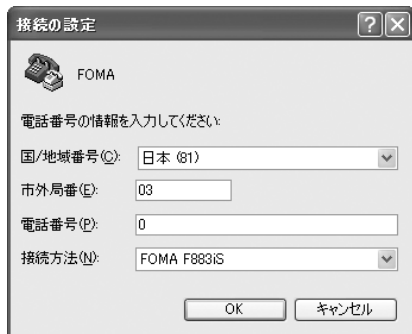 接続の設定
FOMA
電話番号の情報を入力してください:
国/地域番号(C): 日本 (81)
市外局番(E): 03
電話番号(P): 0
接続方法(N): FOMA F883iS
OK キャンセル